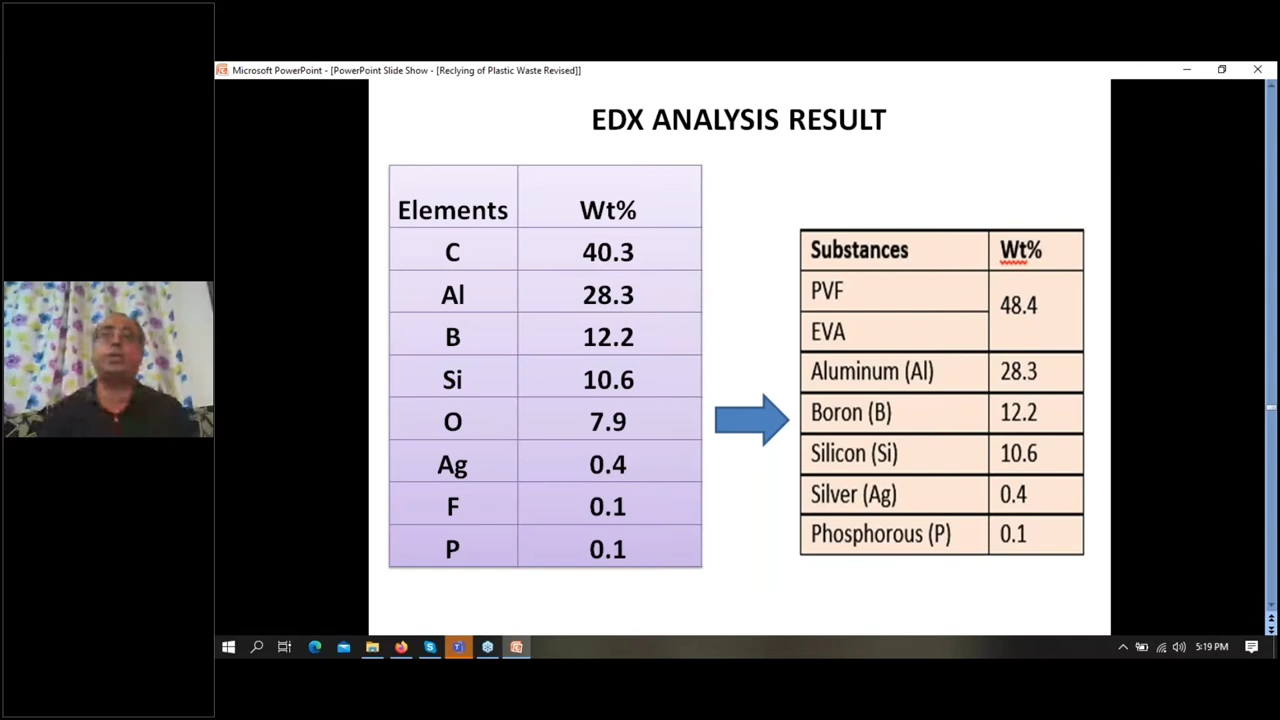 Microsoft PowerPoint - [PowerPoint Slide Show - [Reclying of Plastic Waste Revised]]
EDX ANALYSIS RESULT
Elements Wt%
C 40.3
Al 28.3
B 12.2
Si 10.6
O 7.9
Ag 0.4
F 0.1
P 0.1
Substances Wt%
PVF 48.4
EVA
Aluminum (Al) 28.3
Boron (B) 12.2
Silicon (Si) 10.6
Silver (Ag) 0.4
Phosphorous (P) 0.1
5:19 PM